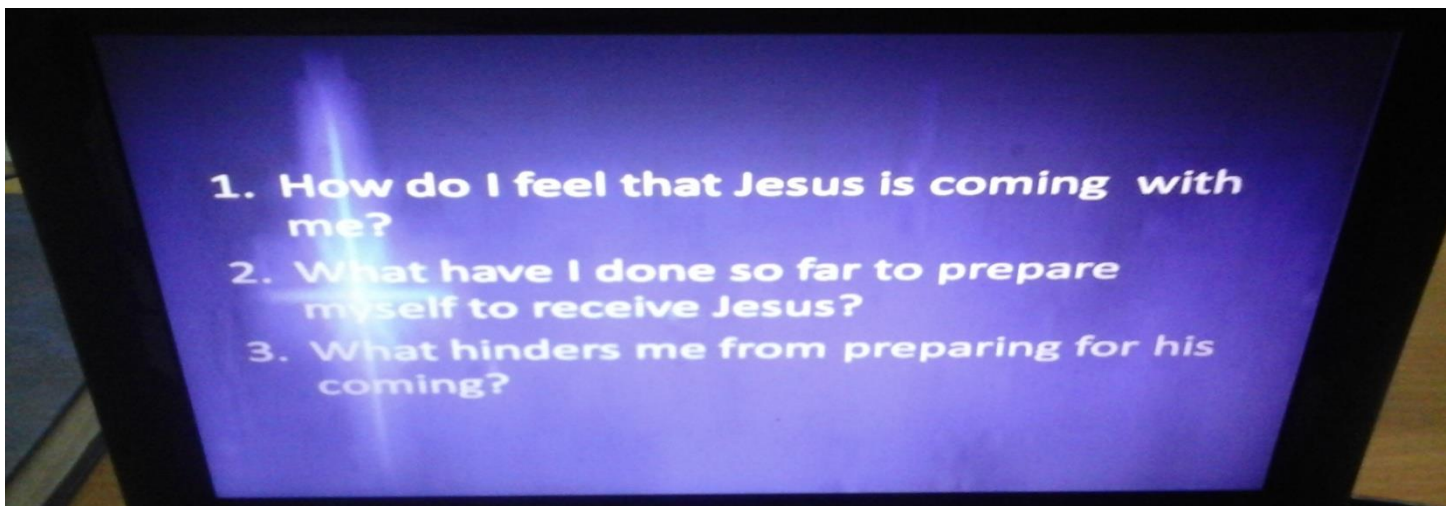 1. How do I feel that Jesus is coming with
me?
2. What have I done so far to prepare
myself to receive Jesus?
3. What hinders me from preparing for his
coming?